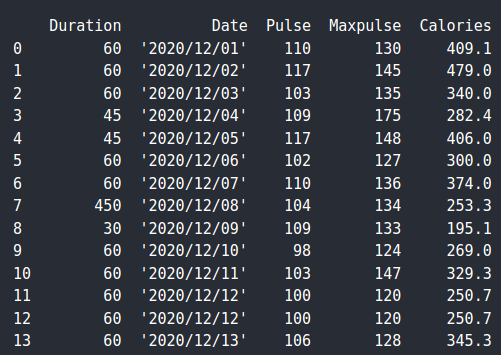 Duration Date Pulse Maxpulse Calories
0 60 '2020/12/01' 110 130 409.1
1 60 '2020/12/02' 117 145 479.0
2 60 '2020/12/03' 103 135 340.0
3 45 '2020/12/04' 109 175 282.4
4 45 '2020/12/05' 117 148 406.0
5 60 '2020/12/06' 102 127 300.0
6 60 '2020/12/07' 110 136 374.0
7 450 '2020/12/08' 104 134 253.3
8 30 '2020/12/09' 109 133 195.1
9 60 '2020/12/10' 98 124 269.0
10 60 '2020/12/11' 103 147 329.3
11 60 '2020/12/12' 100 120 250.7
12 60 '2020/12/12' 100 120 250.7
13 60 '2020/12/13' 106 128 345.3